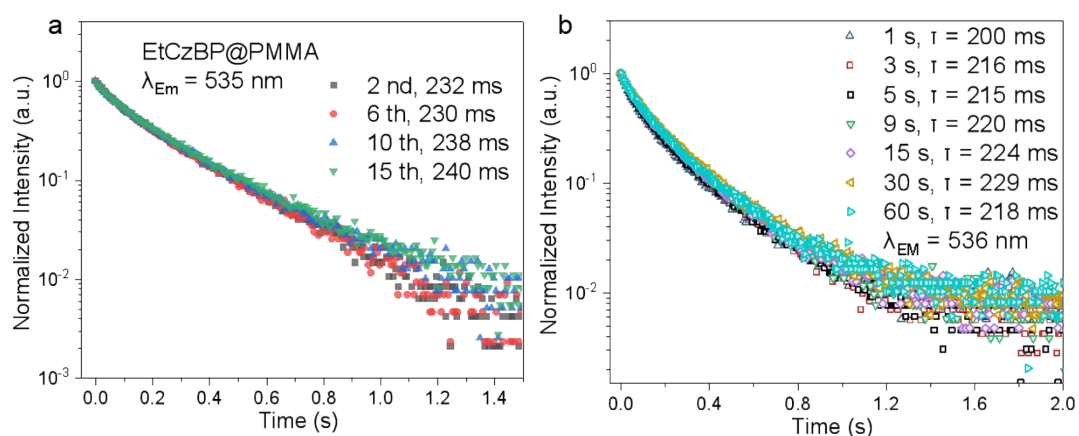 a
EtCzBP@PMMA
λEm = 535 nm
2 nd, 232 ms
6 th, 230 ms
10 th, 238 ms
15 th, 240 ms
Normalized Intensity (a.u.)
10⁰
10⁻¹
10⁻²
10⁻³
0.0 0.2 0.4 0.6 0.8 1.0 1.2 1.4
Time (s)
b
1 s, τ = 200 ms
3 s, τ = 216 ms
5 s, τ = 215 ms
9 s, τ = 220 ms
15 s, τ = 224 ms
30 s, τ = 229 ms
60 s, τ = 218 ms
λEM = 536 nm
Normalized Intensity (a.u.)
10⁰
10⁻¹
10⁻²
0.0 0.4 0.8 1.2 1.6 2.0
Time (s)